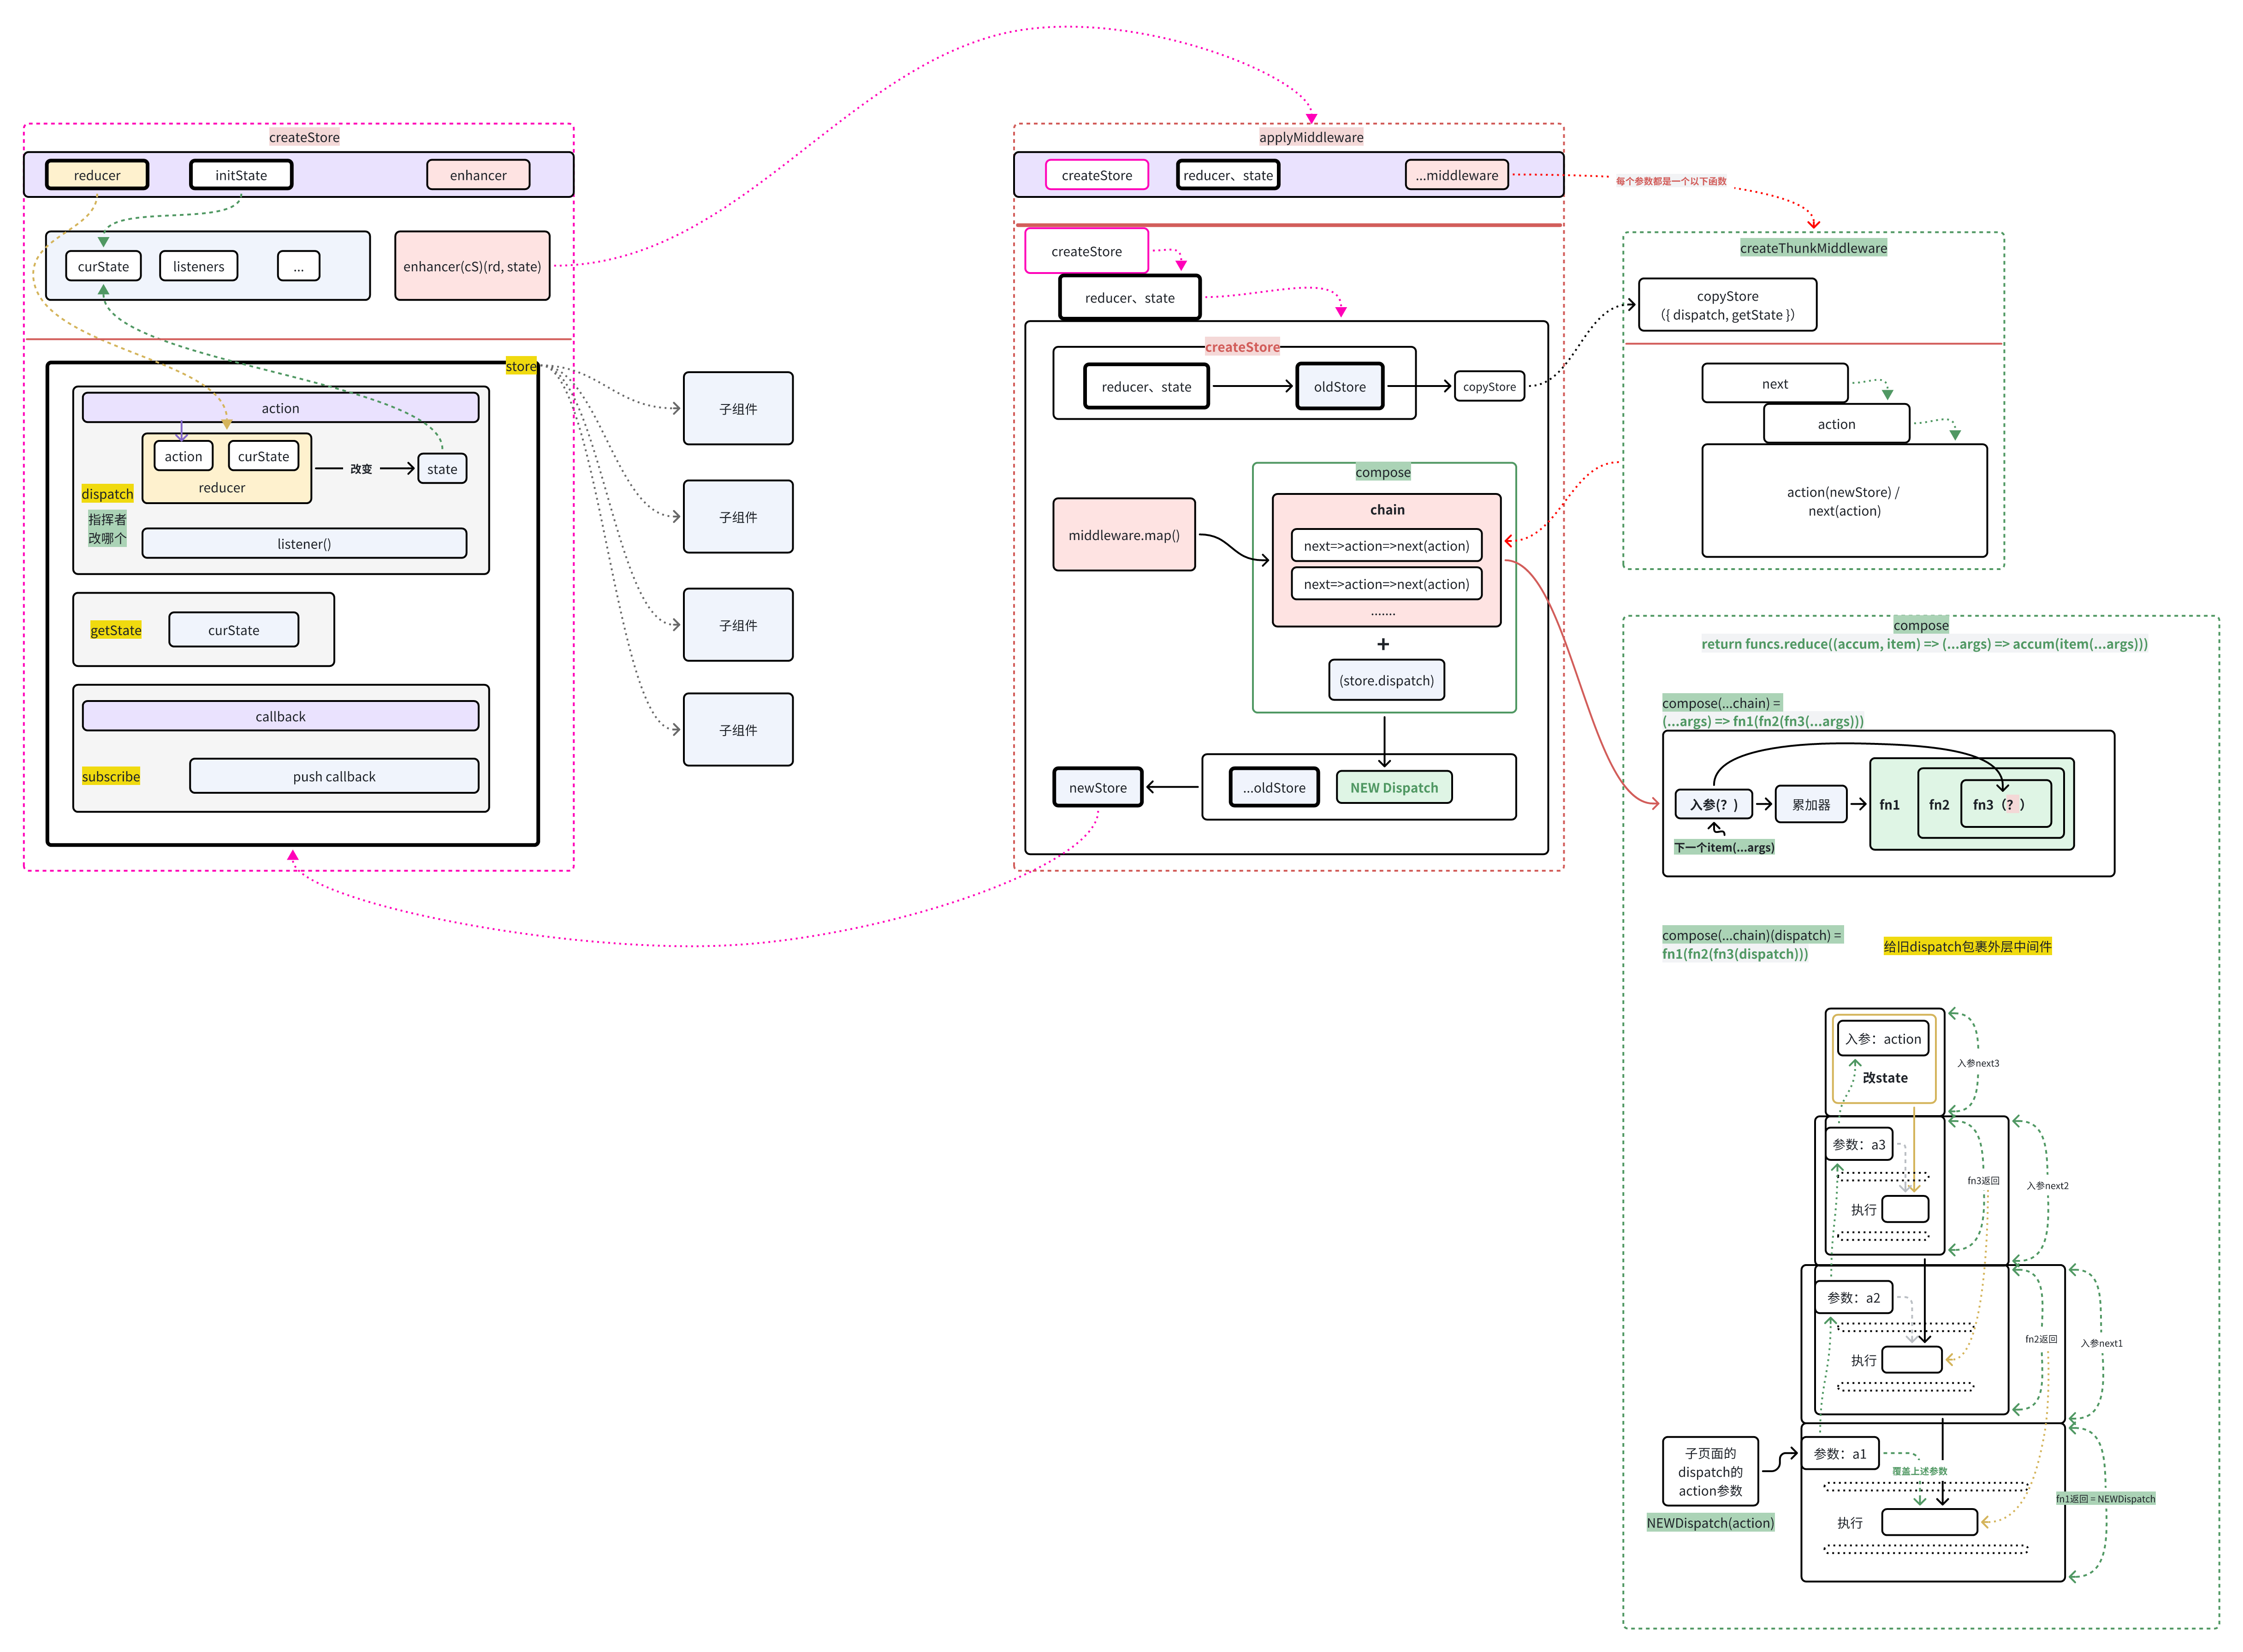 createStore
reducer
initState
enhancer
curState
listeners
...
enhancer(cS)(rd, state)
store
action
action
curState
reducer
改变
state
dispatch
指挥者
改哪个
listener()
getState
curState
callback
subscribe
push callback
子组件
子组件
子组件
子组件
applyMiddleware
createStore
reducer、state
...middleware
createStore
reducer、state
createStore
reducer、state
oldStore
copyStore
compose
chain
middleware.map()
next=>action=>next(action)
next=>action=>next(action)
.......
+
(store.dispatch)
newStore
...oldStore
NEW Dispatch
每个参数都是一个以下函数
createThunkMiddleware
copyStore
（{ dispatch, getState }）
next
action
action(newStore) /
next(action)
compose
return funcs.reduce((accum, item) => (...args) => accum(item(...args)))
compose(...chain) =
(...args) => fn1(fn2(fn3(...args)))
入参(？)
累加器
fn1
fn2
fn3（？）
下一个item(...args)
compose(...chain)(dispatch) =
fn1(fn2(fn3(dispatch)))
给旧dispatch包裹外层中间件
入参：action
改state
入参next3
参数：a3
执行
fn3返回
入参next2
参数：a2
执行
fn2返回
入参next1
子页面的
dispatch的
action参数
NEWDispatch(action)
参数：a1
覆盖上述参数
执行
fn1返回 = NEWDispatch